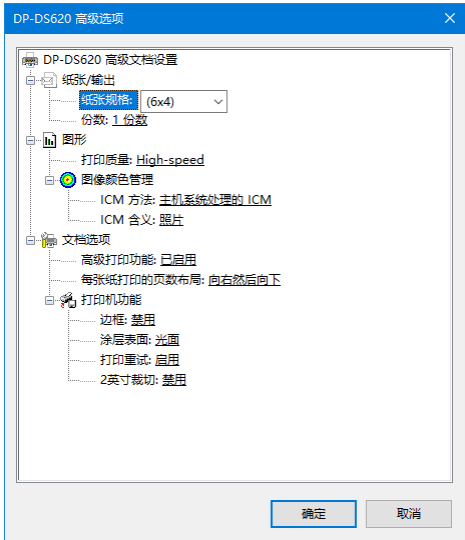 DP-DS620 高级选项
DP-DS620 高级文档设置
纸张/输出
纸张规格: (6x4)
份数: 1 份数
图形
打印质量: High-speed
图像颜色管理
ICM 方法: 主机系统处理的 ICM
ICM 含义: 照片
文档选项
高级打印功能: 已启用
每张纸打印的页数布局: 向右然后向下
打印机功能
边框: 禁用
涂层表面: 光面
打印重试: 启用
2英寸裁切: 禁用
确定 取消